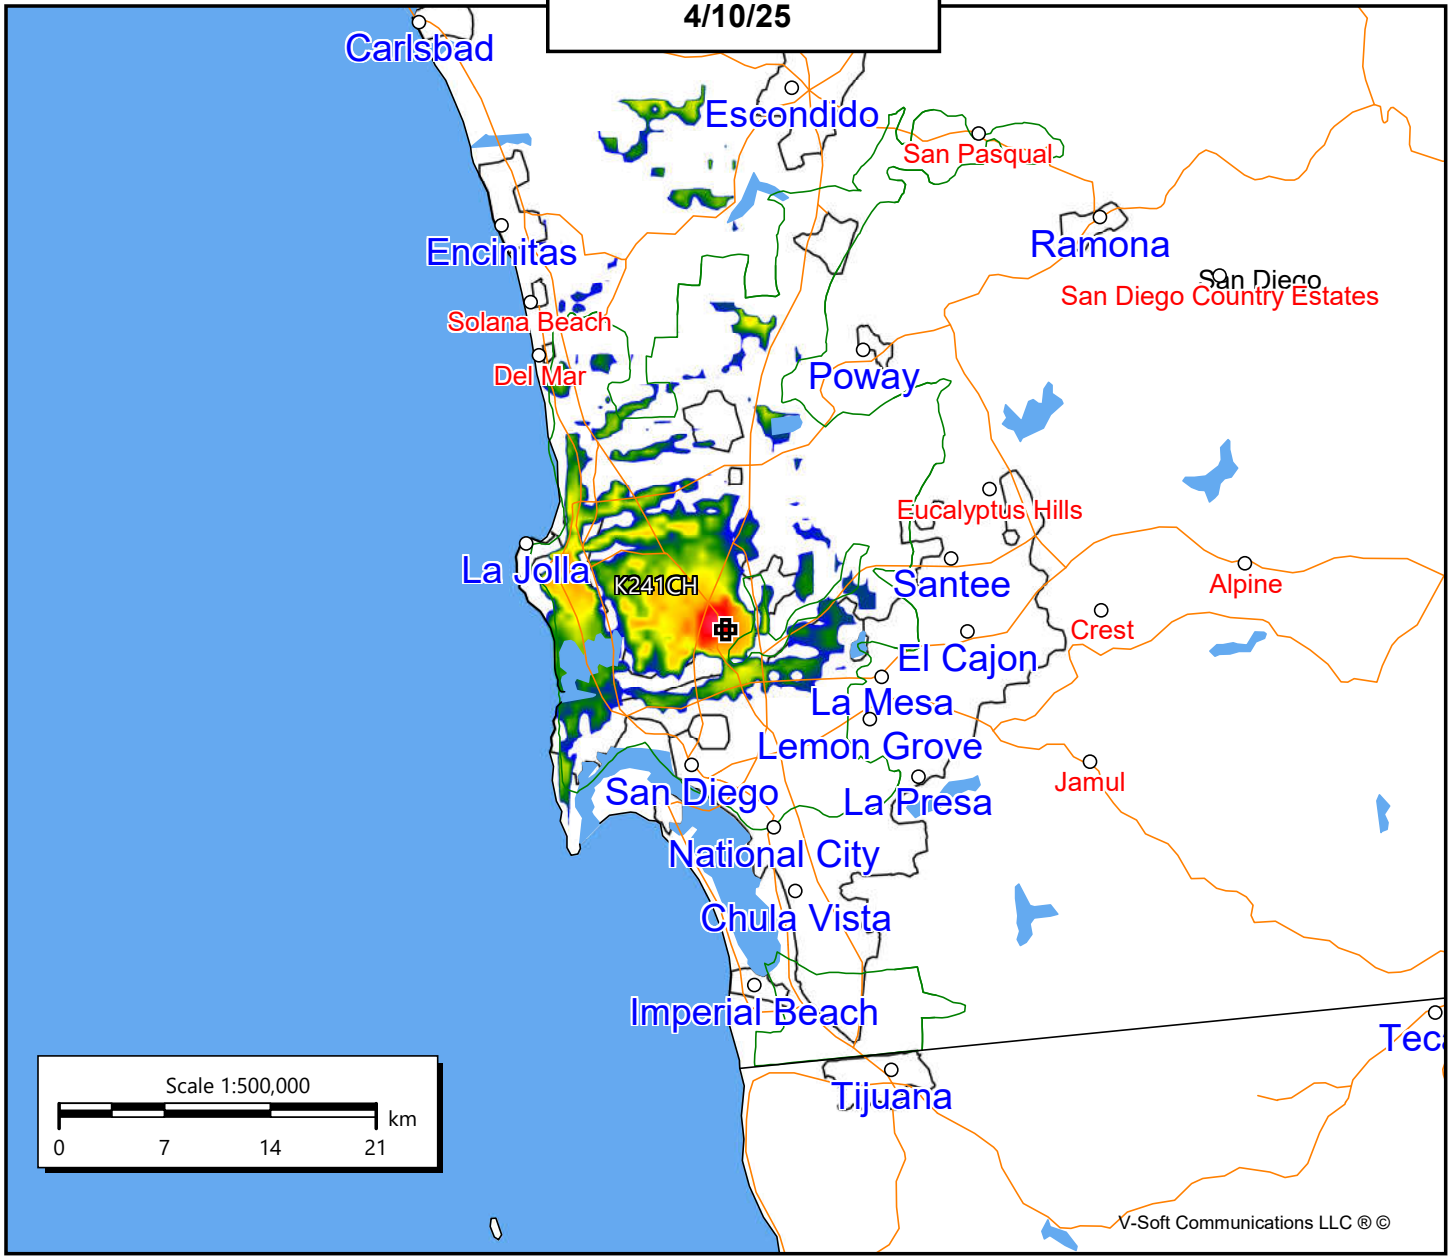 4/10/25
Carlsbad
Escondido
San Pasqual
Encinitas
Ramona
San Diego
San Diego Country Estates
Solana Beach
Del Mar
Poway
Eucalyptus Hills
La Jolla
K241CH
Santee
Alpine
Crest
El Cajon
La Mesa
Lemon Grove
San Diego
La Presa
Jamul
National City
Chula Vista
Imperial Beach
Tijuana
Teca
Scale 1:500,000
km
0 7 14 21
V-Soft Communications LLC ® ©